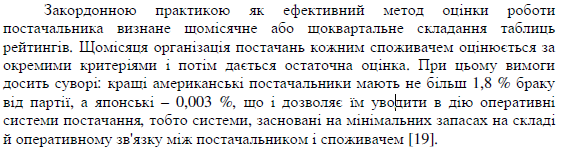 Закордонною практикою як ефективний метод оцінки роботи
постачальника визнане щомісячне або щоквартальне складання таблиць
рейтингів. Щомісяця організація постачань кожним споживачем оцінюється за
окремими критеріями і потім дається остаточна оцінка. При цьому вимоги
досить суворі: кращі американські постачальники мають не більш 1,8 % браку
від партії, а японські – 0,003 %, що і дозволяє їм уводити в дію оперативні
системи постачання, тобто системи, засновані на мінімальних запасах на складі
й оперативному зв'язку між постачальником і споживачем [19].